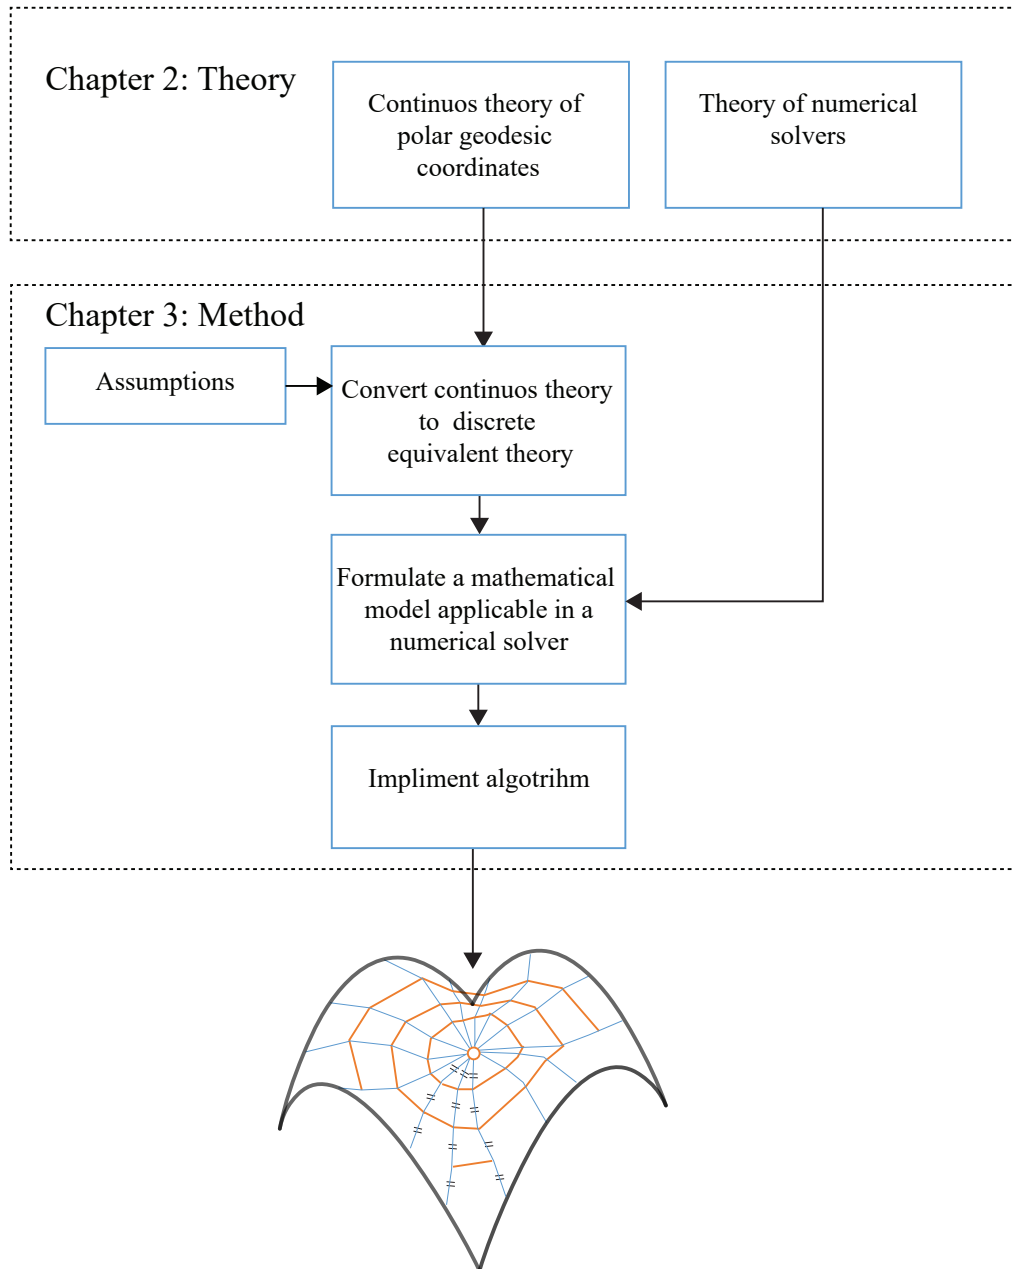 Chapter 2: Theory
Continuos theory of
polar geodesic
coordinates
Theory of numerical
solvers
Chapter 3: Method
Assumptions
Convert continuos theory
to discrete
equivalent theory
Formulate a mathematical
model applicable in a
numerical solver
Impliment algotrihm